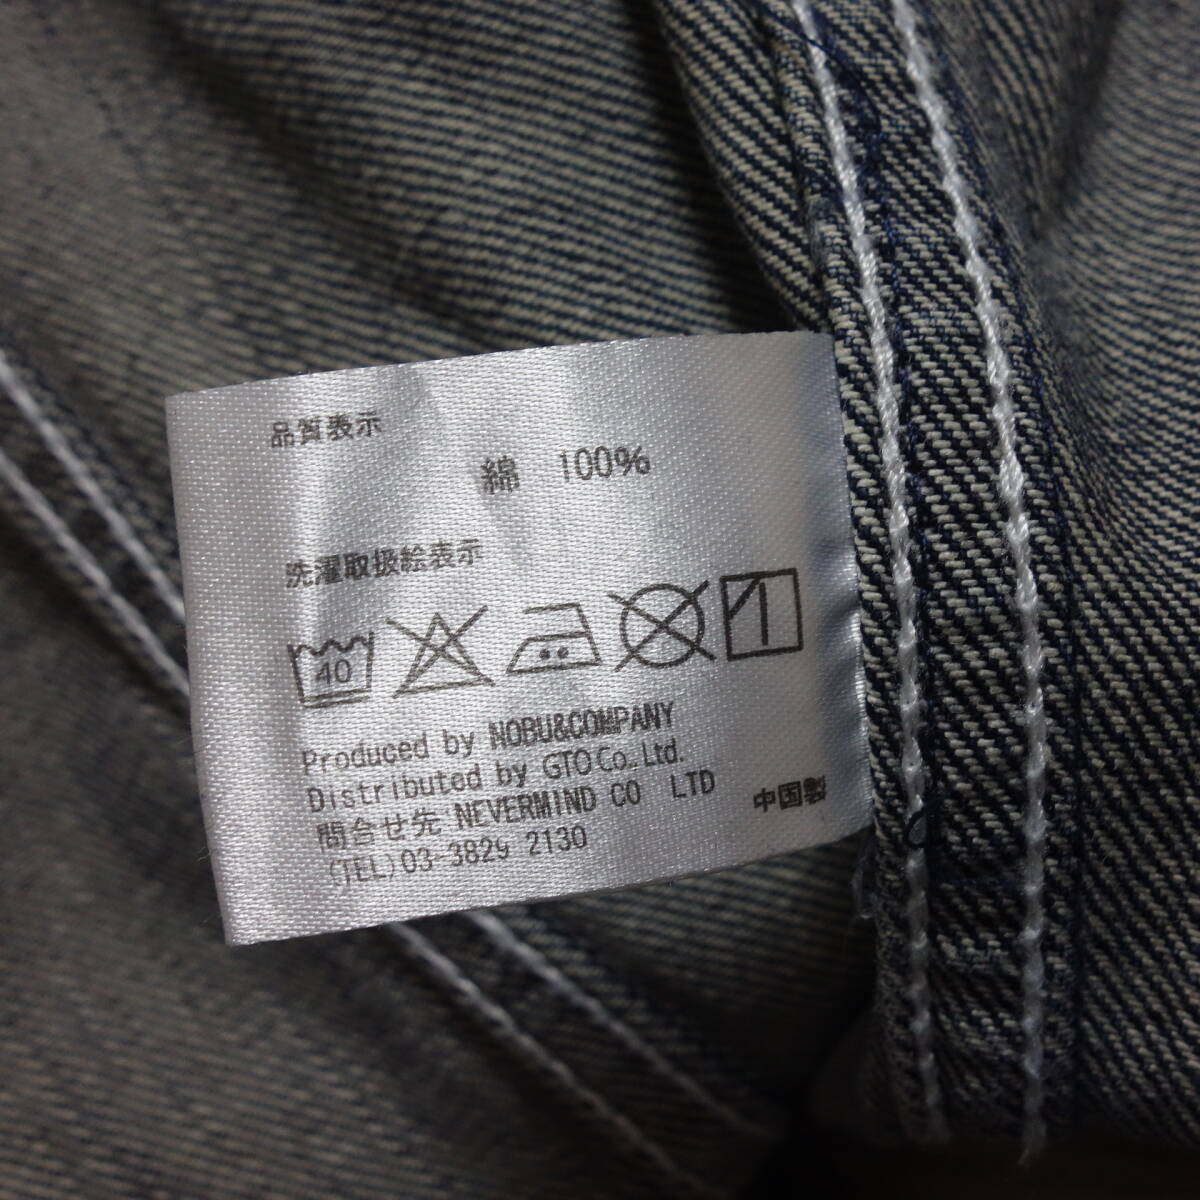 品質表示
綿 100%
洗濯取扱絵表示
40
Produced by NOBU&COMPANY
Distributed by GTO Co., Ltd.
問合せ先 NEVERMIND CO LTD
(TEL)03-3829 2130
中国製